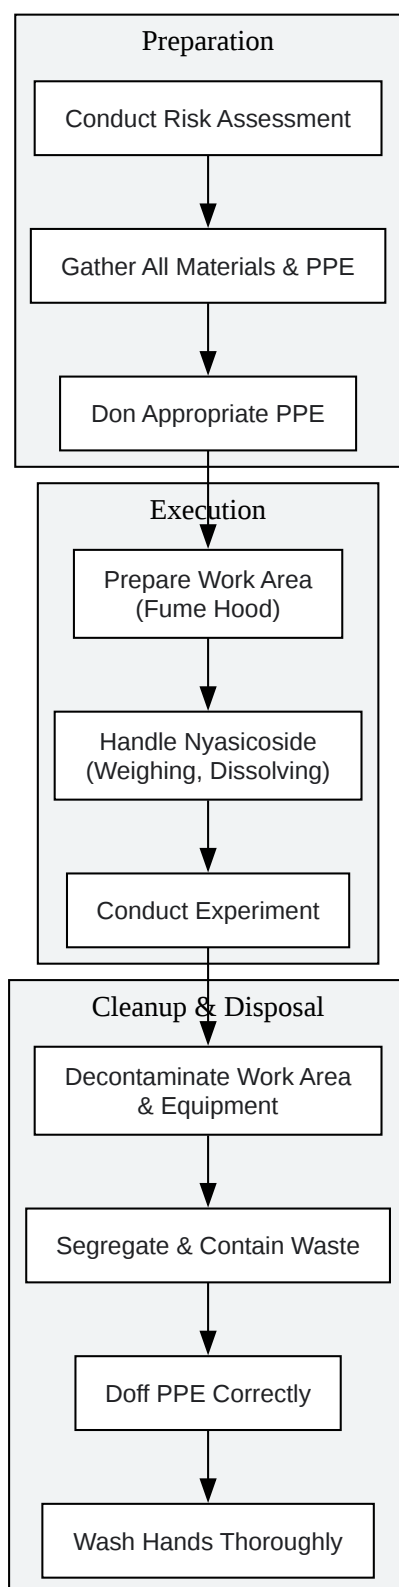 Preparation
Conduct Risk Assessment
Gather All Materials & PPE
Don Appropriate PPE
Execution
Prepare Work Area
(Fume Hood)
Handle Nyasicoside
(Weighing, Dissolving)
Conduct Experiment
Cleanup & Disposal
Decontaminate Work Area
& Equipment
Segregate & Contain Waste
Doff PPE Correctly
Wash Hands Thoroughly